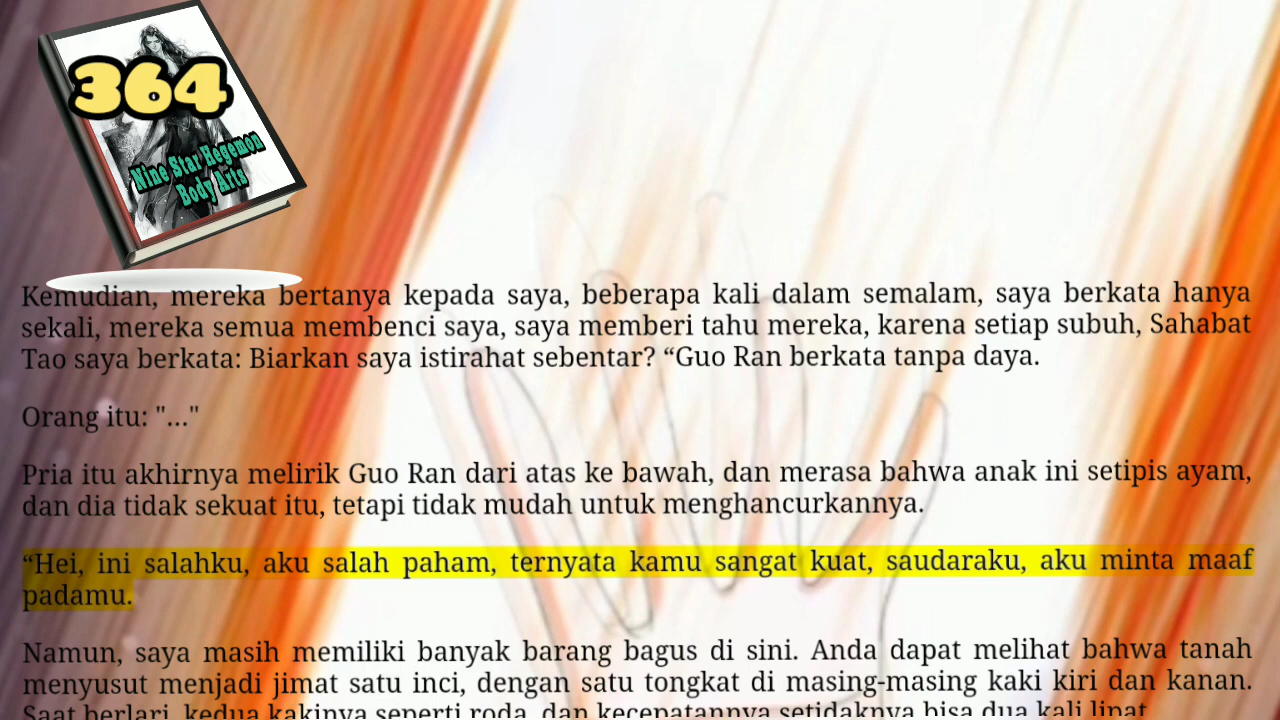 364
Nine Star Hegemon
Body Arts
Kemudian, mereka bertanya kepada saya, beberapa kali dalam semalam, saya berkata hanya
sekali, mereka semua membenci saya, saya memberi tahu mereka, karena setiap subuh, Sahabat
Tao saya berkata: Biarkan saya istirahat sebentar? “Guo Ran berkata tanpa daya.
Orang itu: "..."
Pria itu akhirnya melirik Guo Ran dari atas ke bawah, dan merasa bahwa anak ini setipis ayam,
dan dia tidak sekuat itu, tetapi tidak mudah untuk menghancurkannya.
“Hei, ini salahku, aku salah paham, ternyata kamu sangat kuat, saudaraku, aku minta maaf
padamu.
Namun, saya masih memiliki banyak barang bagus di sini. Anda dapat melihat bahwa tanah
menyusut menjadi jimat satu inci, dengan satu tongkat di masing-masing kaki kiri dan kanan.
Saat berlari, kedua kakinya seperti roda, dan kecepatannya setidaknya bisa dua kali lipat